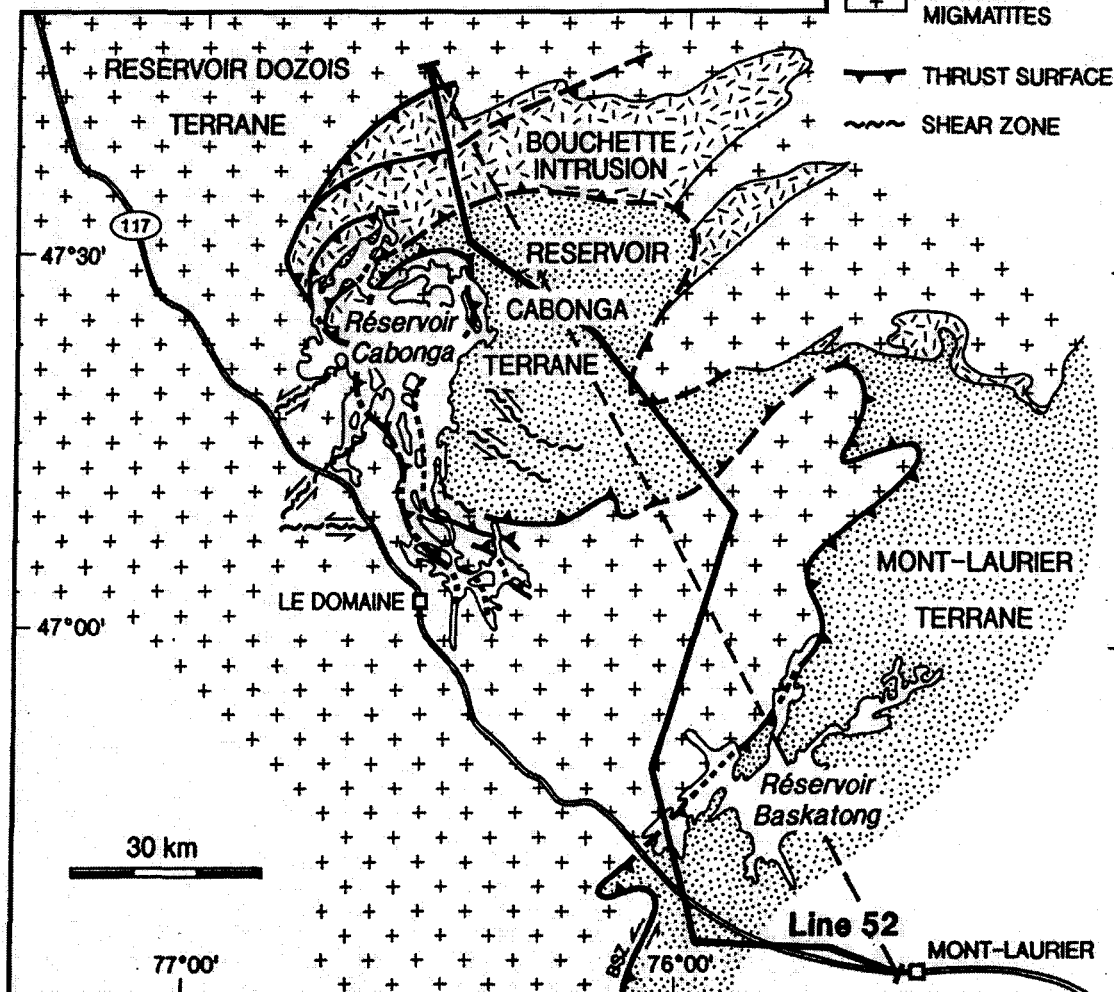 MIGMATITES
THRUST SURFACE
SHEAR ZONE
RESERVOIR DOZOIS
TERRANE
BOUCHETTE
INTRUSION
117
47°30'
RESERVOIR
CABONGA
TERRANE
Réservoir
Cabonga
MONT-LAURIER
TERRANE
LE DOMAINE
47°00'
Réservoir
Baskatong
30 km
Line 52
MONT-LAURIER
BSZ
77°00'
76°00'